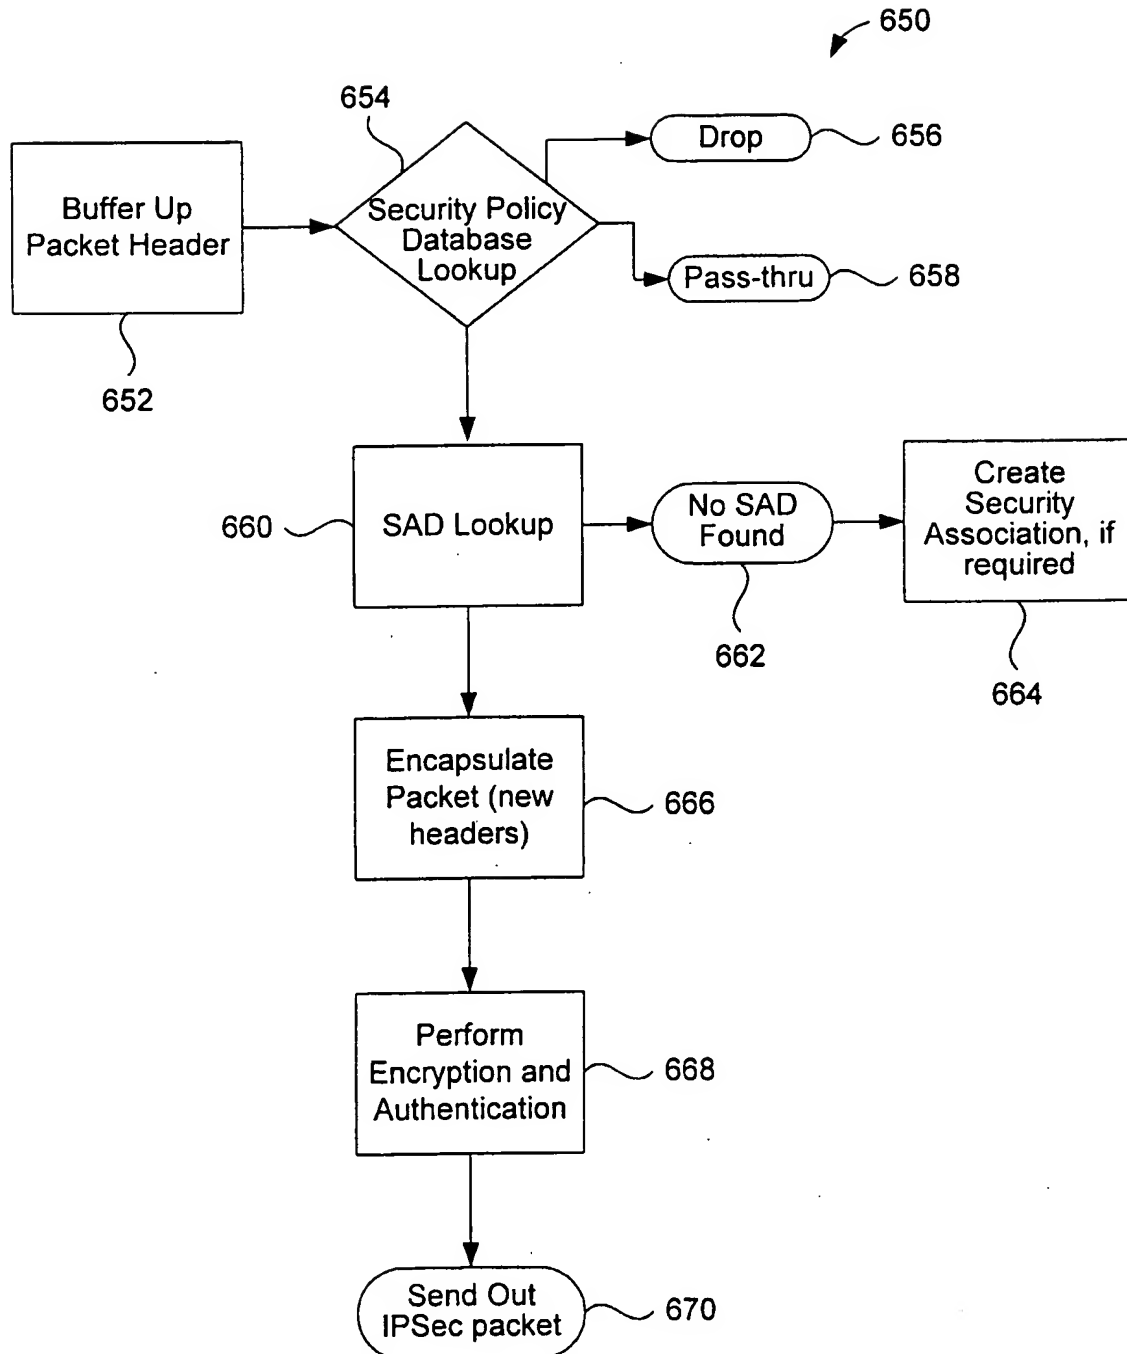 650
654
Drop
656
Buffer Up
Packet Header
Security Policy
Database
Lookup
Pass-thru
658
652
660
SAD Lookup
No SAD
Found
Create
Security
Association, if
required
662
664
Encapsulate
Packet (new
headers)
666
Perform
Encryption and
Authentication
668
Send Out
IPSec packet
670